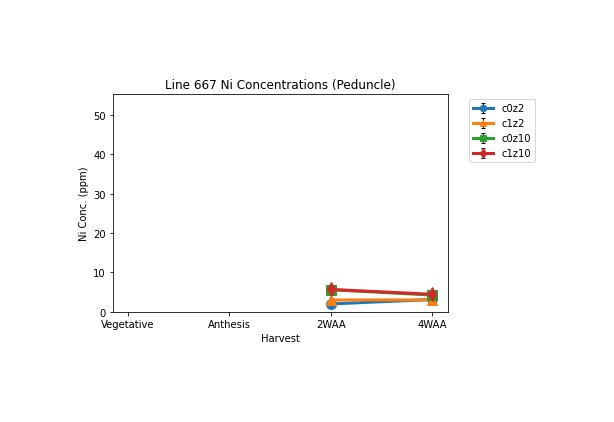 Line 667 Ni Concentrations (Peduncle)
c0z2
c1z2
c0z10
c1z10
50
40
30
20
10
0
Ni Conc. (ppm)
Vegetative Anthesis 2WAA 4WAA
Harvest